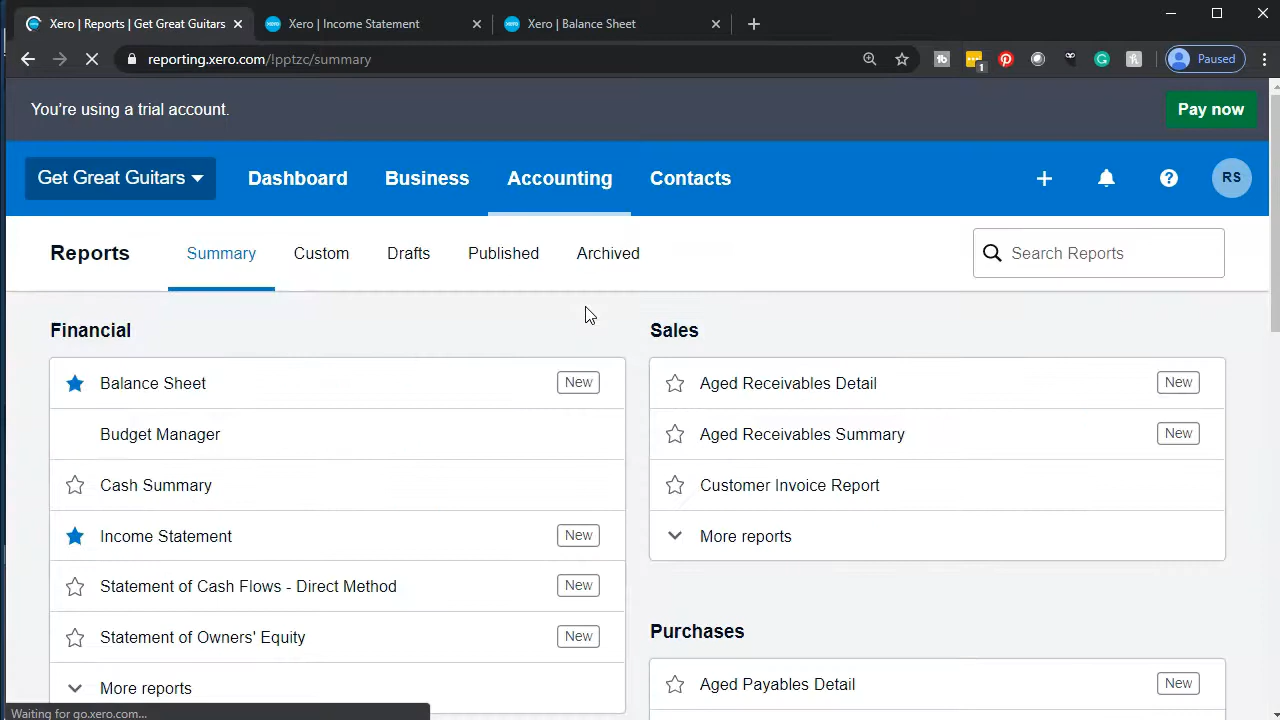 Xero | Reports | Get Great Guitars
Xero | Income Statement
Xero | Balance Sheet
reporting.xero.com/!pptzc/summary
1
Paused
You're using a trial account.
Pay now
Get Great Guitars
Dashboard
Business
Accounting
Contacts
RS
Reports
Summary
Custom
Drafts
Published
Archived
Search Reports
Financial
Balance Sheet
New
Budget Manager
Cash Summary
Income Statement
New
Statement of Cash Flows - Direct Method
New
Statement of Owners' Equity
New
More reports
Sales
Aged Receivables Detail
New
Aged Receivables Summary
New
Customer Invoice Report
More reports
Purchases
Aged Payables Detail
New
Waiting for go.xero.com...